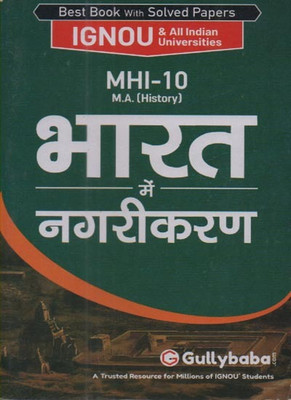 Best Book With Solved Papers
IGNOU & All Indian Universities
MHI-10
M.A. (History)
भारत
में
नगरीकरण
Gullybaba.com
A Trusted Resource for Millions of IGNOU' Students